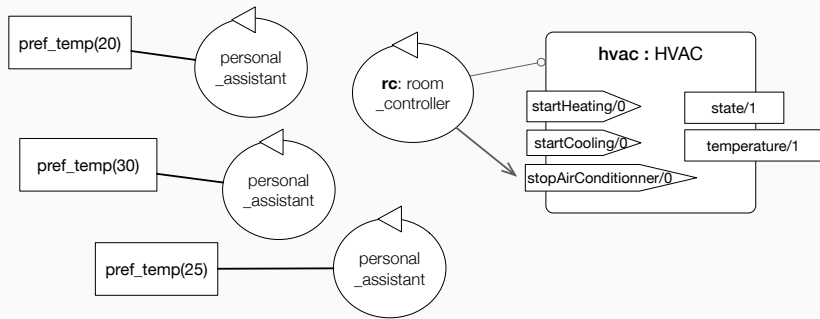 pref_temp(20)
personal
_assistant
pref_temp(30)
personal
_assistant
pref_temp(25)
personal
_assistant
rc: room
_controller
hvac : HVAC
startHeating/0
startCooling/0
stopAirConditionner/0
state/1
temperature/1